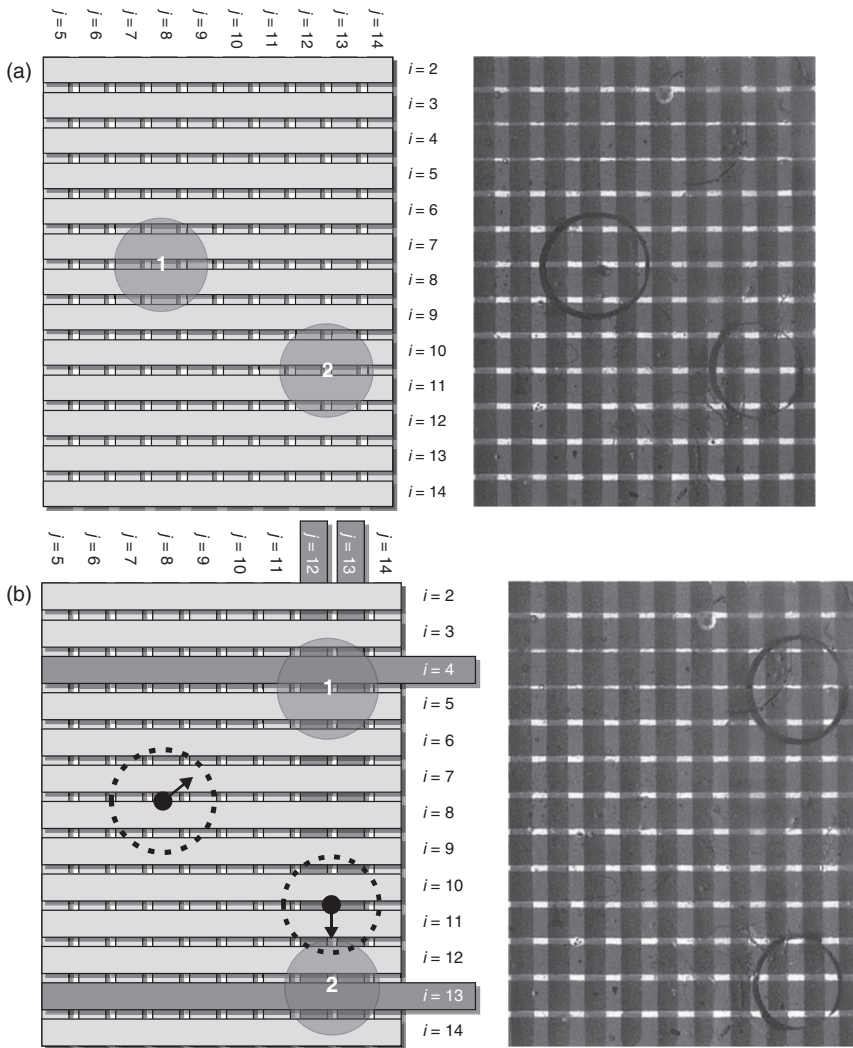 j = 5
j = 6
j = 7
j = 8
j = 9
j = 10
j = 11
j = 12
j = 13
j = 14
(a)
i = 2
i = 3
i = 4
i = 5
i = 6
i = 7
1
i = 8
i = 9
i = 10
2
i = 11
i = 12
i = 13
i = 14
j = 5
j = 6
j = 7
j = 8
j = 9
j = 10
j = 11
j = 12
j = 13
j = 14
(b)
i = 2
i = 3
i = 4
1
i = 5
i = 6
i = 7
i = 8
i = 9
i = 10
i = 11
i = 12
2
i = 13
i = 14